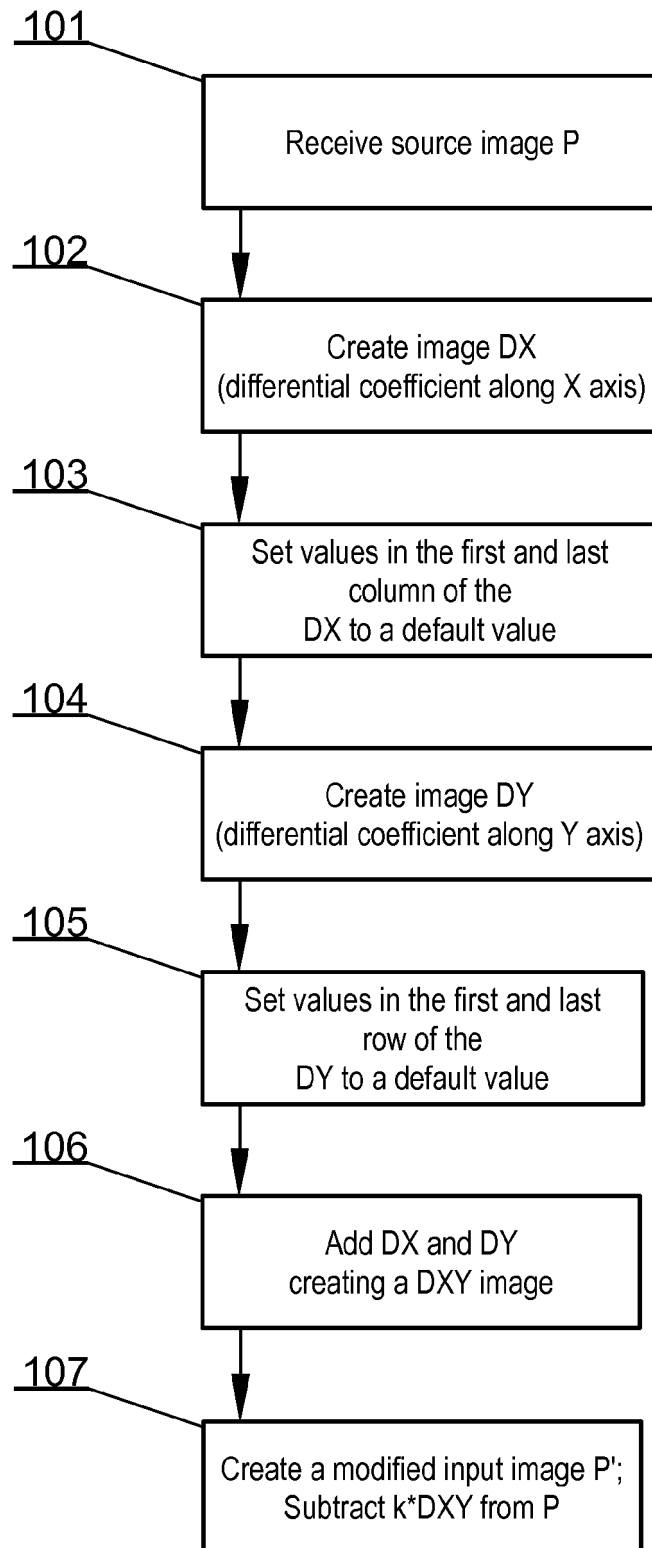 101
Receive source image P
102
Create image DX
(differential coefficient along X axis)
103
Set values in the first and last
column of the
DX to a default value
104
Create image DY
(differential coefficient along Y axis)
105
Set values in the first and last
row of the
DY to a default value
106
Add DX and DY
creating a DXY image
107
Create a modified input image P';
Subtract k*DXY from P